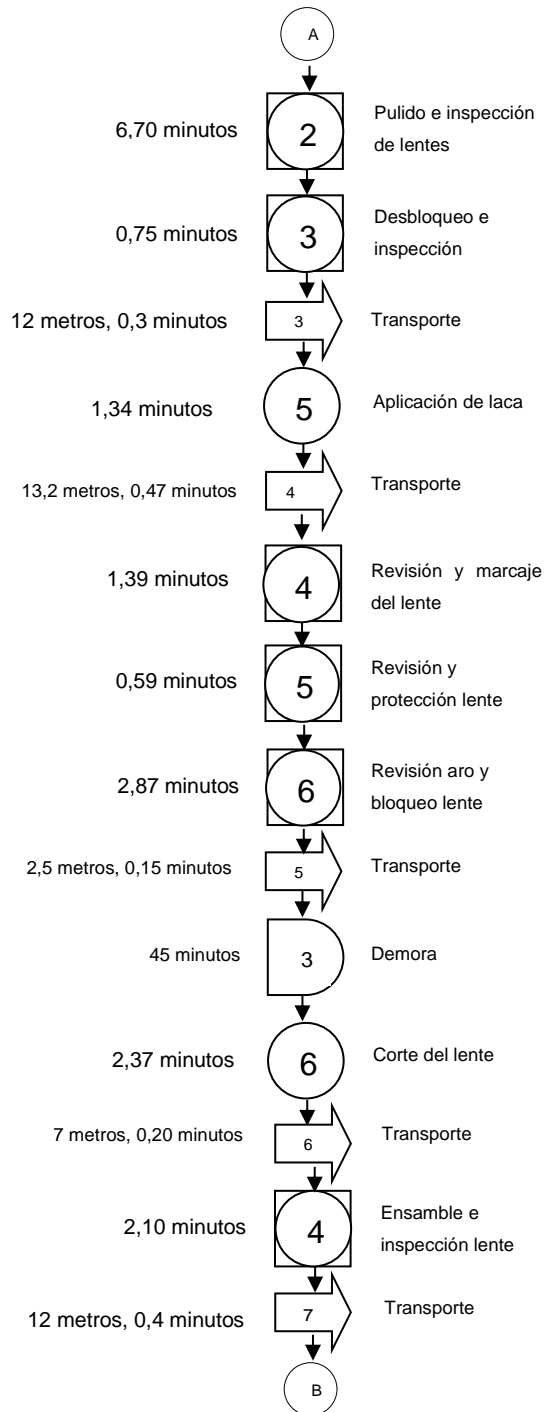 A
6,70 minutos
2
Pulido e inspección
de lentes
0,75 minutos
3
Desbloqueo e
inspección
12 metros, 0,3 minutos
3
Transporte
1,34 minutos
5
Aplicación de laca
13,2 metros, 0,47 minutos
4
Transporte
1,39 minutos
4
Revisión y marcaje
del lente
0,59 minutos
5
Revisión y
protección lente
2,87 minutos
6
Revisión aro y
bloqueo lente
2,5 metros, 0,15 minutos
5
Transporte
45 minutos
3
Demora
2,37 minutos
6
Corte del lente
7 metros, 0,20 minutos
6
Transporte
2,10 minutos
4
Ensamble e
inspección lente
12 metros, 0,4 minutos
7
Transporte
B